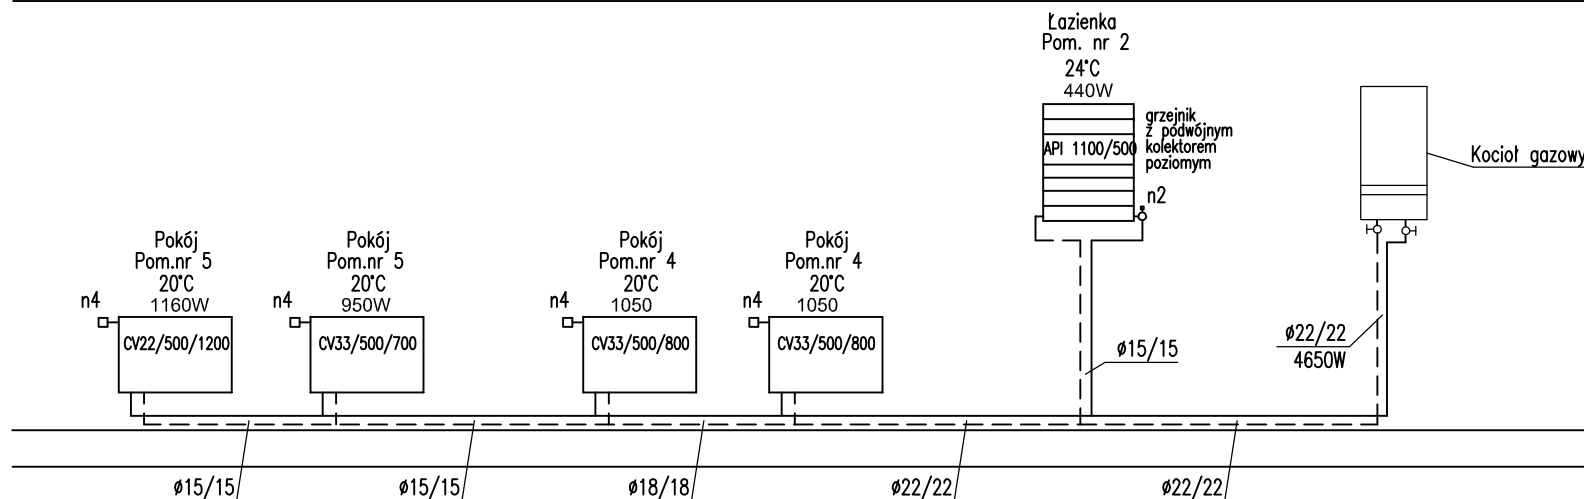 Łazienka
Pom. nr 2
24°C
440W
API 1100/500
grzejnik
z podwójnym
kolektorem
poziomym
n2
Kocioł gazowy
Pokój
Pom.nr 5
20°C
1160W
n4
CV22/500/1200
Pokój
Pom.nr 5
20°C
950W
n4
CV33/500/700
Pokój
Pom.nr 4
20°C
1050
n4
CV33/500/800
Pokój
Pom.nr 4
20°C
1050
n4
CV33/500/800
ø15/15
ø22/22
4650W
ø15/15
ø15/15
ø18/18
ø22/22
ø22/22